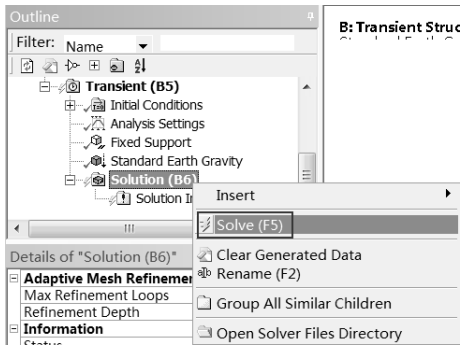 Outline
B: Transient Struc
Filter: Name
Transient (B5)
Initial Conditions
Analysis Settings
Fixed Support
Standard Earth Gravity
Solution (B6)
Solution I
Insert
Solve (F5)
Clear Generated Data
Rename (F2)
Group All Similar Children
Open Solver Files Directory
Details of "Solution (B6)"
Adaptive Mesh Refinemen
Max Refinement Loops
Refinement Depth
Information